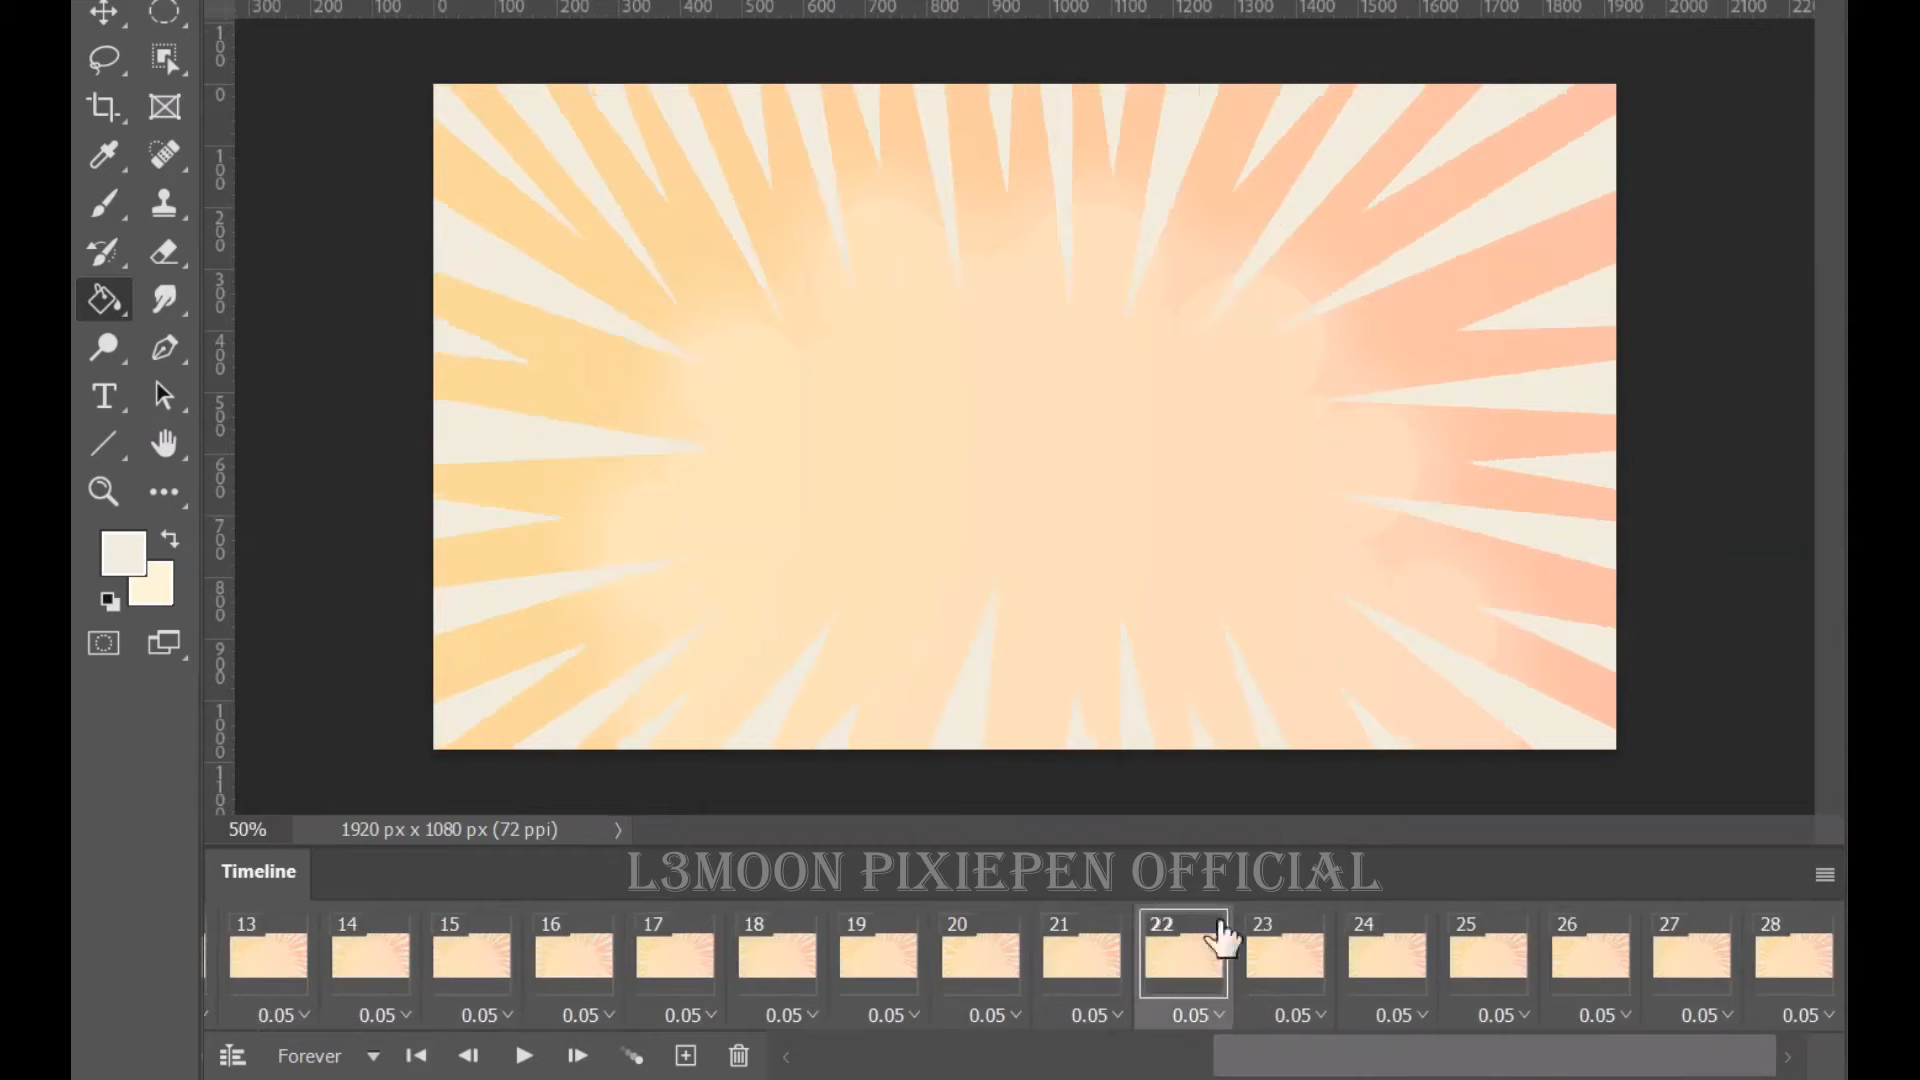 300 200 100 0 100 200 300 400 500 600 700 800 900 1000 1100 1200 1300 1400 1500 1600 1700 1800 1900 2000 2100 220
100
0
100
200
300
400
500
600
700
800
900
1000
1100
T
50% 1920 px x 1080 px (72 ppi)
Timeline
L3MOON PIXIEPEN OFFICIAL
13 14 15 16 17 18 19 20 21 22 23 24 25 26 27 28
0.05 0.05 0.05 0.05 0.05 0.05 0.05 0.05 0.05 0.05 0.05 0.05 0.05 0.05 0.05 0.05
Forever